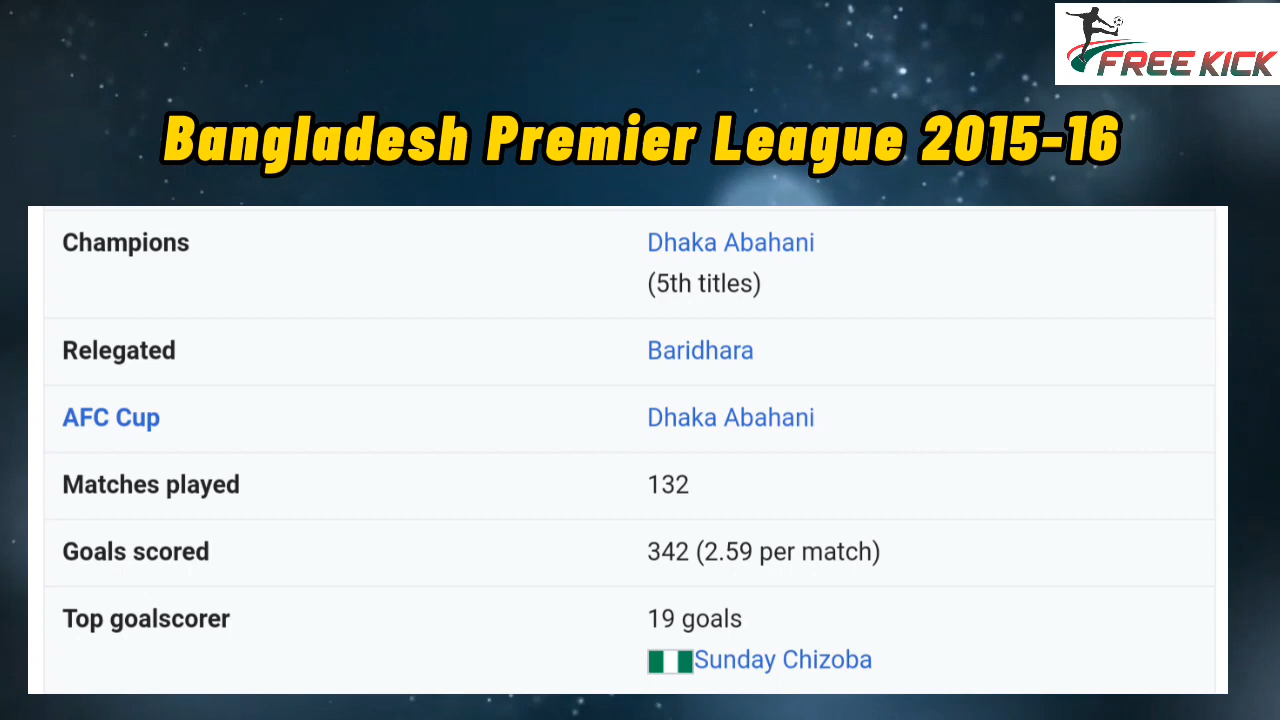 FREE KICK
Bangladesh Premier League 2015-16
Champions Dhaka Abahani
(5th titles)
Relegated Baridhara
AFC Cup Dhaka Abahani
Matches played 132
Goals scored 342 (2.59 per match)
Top goalscorer 19 goals
Sunday Chizoba